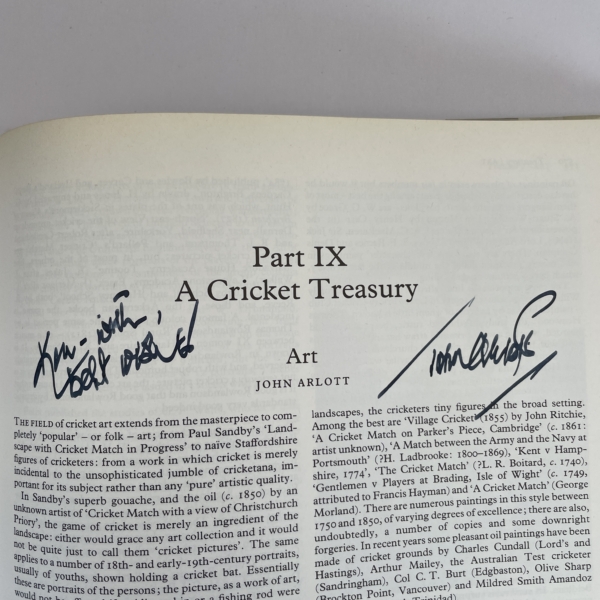 Part IX
A Cricket Treasury
Ken - with
best wishes
Art
JOHN ARLOTT
THE FIELD of cricket art extends from the masterpiece to com-
pletely 'popular' – or folk – art; from Paul Sandby's 'Land-
scape with Cricket Match in Progress' to naïve Staffordshire
figures of cricketers: from a work in which cricket is merely
incidental to the unsophisticated jumble of cricketana, im-
portant for its subject rather than any 'pure' artistic quality.
In Sandby's superb gouache, and the oil (c. 1850) by an
unknown artist of 'Cricket Match with a view of Christchurch
Priory', the game of cricket is merely an ingredient of the
landscape: either would grace any art collection and it would
not be quite just to call them 'cricket pictures'. The same
applies to a number of 18th- and early-19th-century portraits,
usually of youths, shown holding a cricket bat. Essentially
these are portraits of the persons; the picture, as a work of art,
would not be
or a fishing rod were
landscapes, the cricketers tiny figures in the broad setting.
Among the best are 'Village Cricket' (1855) by John Ritchie,
'A Cricket Match on Parker's Piece, Cambridge' (c. 1861:
artist unknown), 'A Match between the Army and the Navy at
Portsmouth' (?H. Ladbrooke: 1800–1869), 'Kent v Hamp-
shire, 1774', 'The Cricket Match' (?L. R. Boitard, c. 1740),
'Gentlemen v Players at Brading, Isle of Wight' (c. 1749,
attributed to Francis Hayman) and 'A Cricket Match' (George
Morland). There are numerous paintings in this style between
1750 and 1850, of varying degrees of excellence; there are also,
undoubtedly, a number of copies and some downright
forgeries. In recent years some pleasant oil paintings have been
made of cricket grounds by Charles Cundall (Lord's and
Hastings), Arthur Mailey, the Australian Test cricketer
(Sandringham), Col C. T. Burt (Edgbaston), Olive Sharp
(Brockton Point, Vancouver) and Mildred Smith Amandoz
Trinidad)